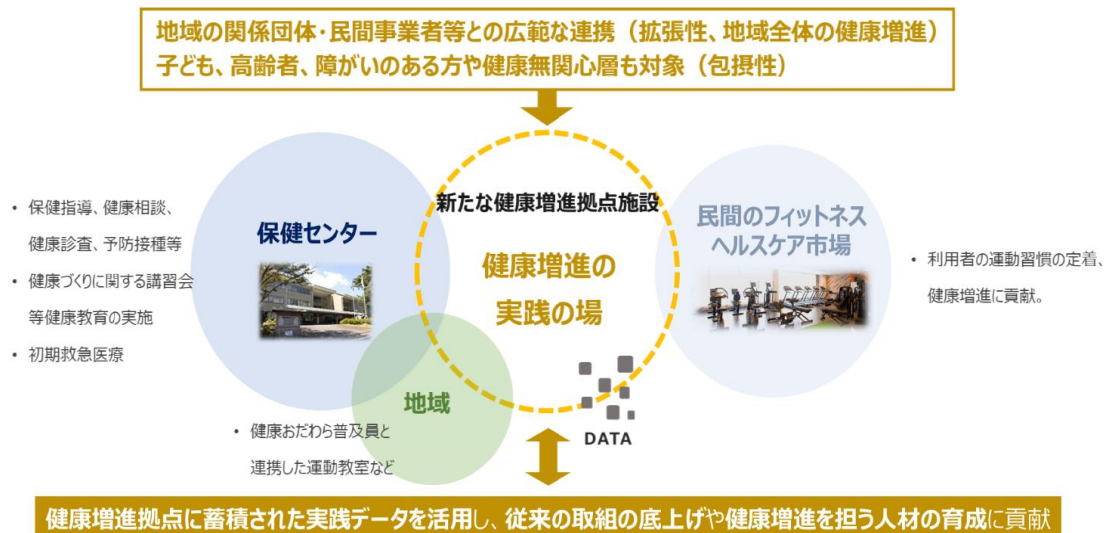 地域の関係団体・民間事業者等との広範な連携（拡張性、地域全体の健康増進）
子ども、高齢者、障がいのある方や健康無関心層も対象（包摂性）
• 保健指導、健康相談、
健康診査、予防接種等
• 健康づくりに関する講習会
等健康教育の実施
• 初期救急医療
保健センター
新たな健康増進拠点施設
健康増進の
実践の場
民間のフィットネス
ヘルスケア市場
• 利用者の運動習慣の定着、
健康増進に貢献。
地域
• 健康おだわら普及員と
連携した運動教室など
DATA
健康増進拠点に蓄積された実践データを活用し、従来の取組の底上げや健康増進を担う人材の育成に貢献